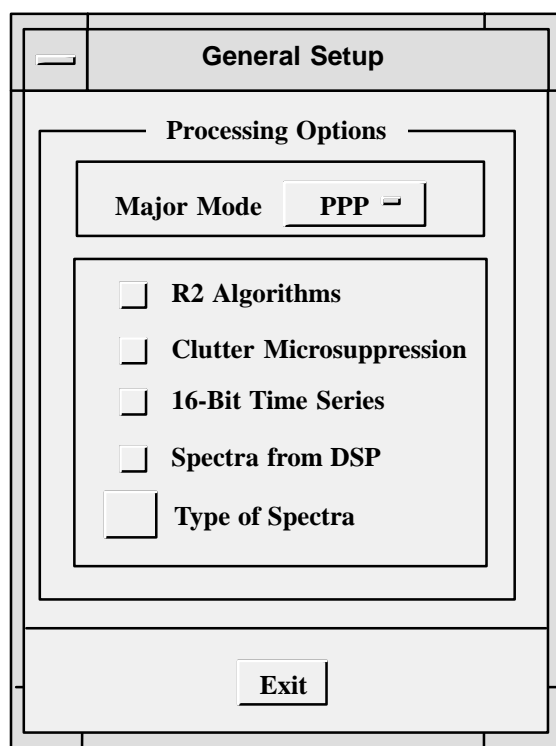 General Setup
Processing Options
Major Mode PPP
R2 Algorithms
Clutter Microsuppression
16-Bit Time Series
Spectra from DSP
Type of Spectra
Exit